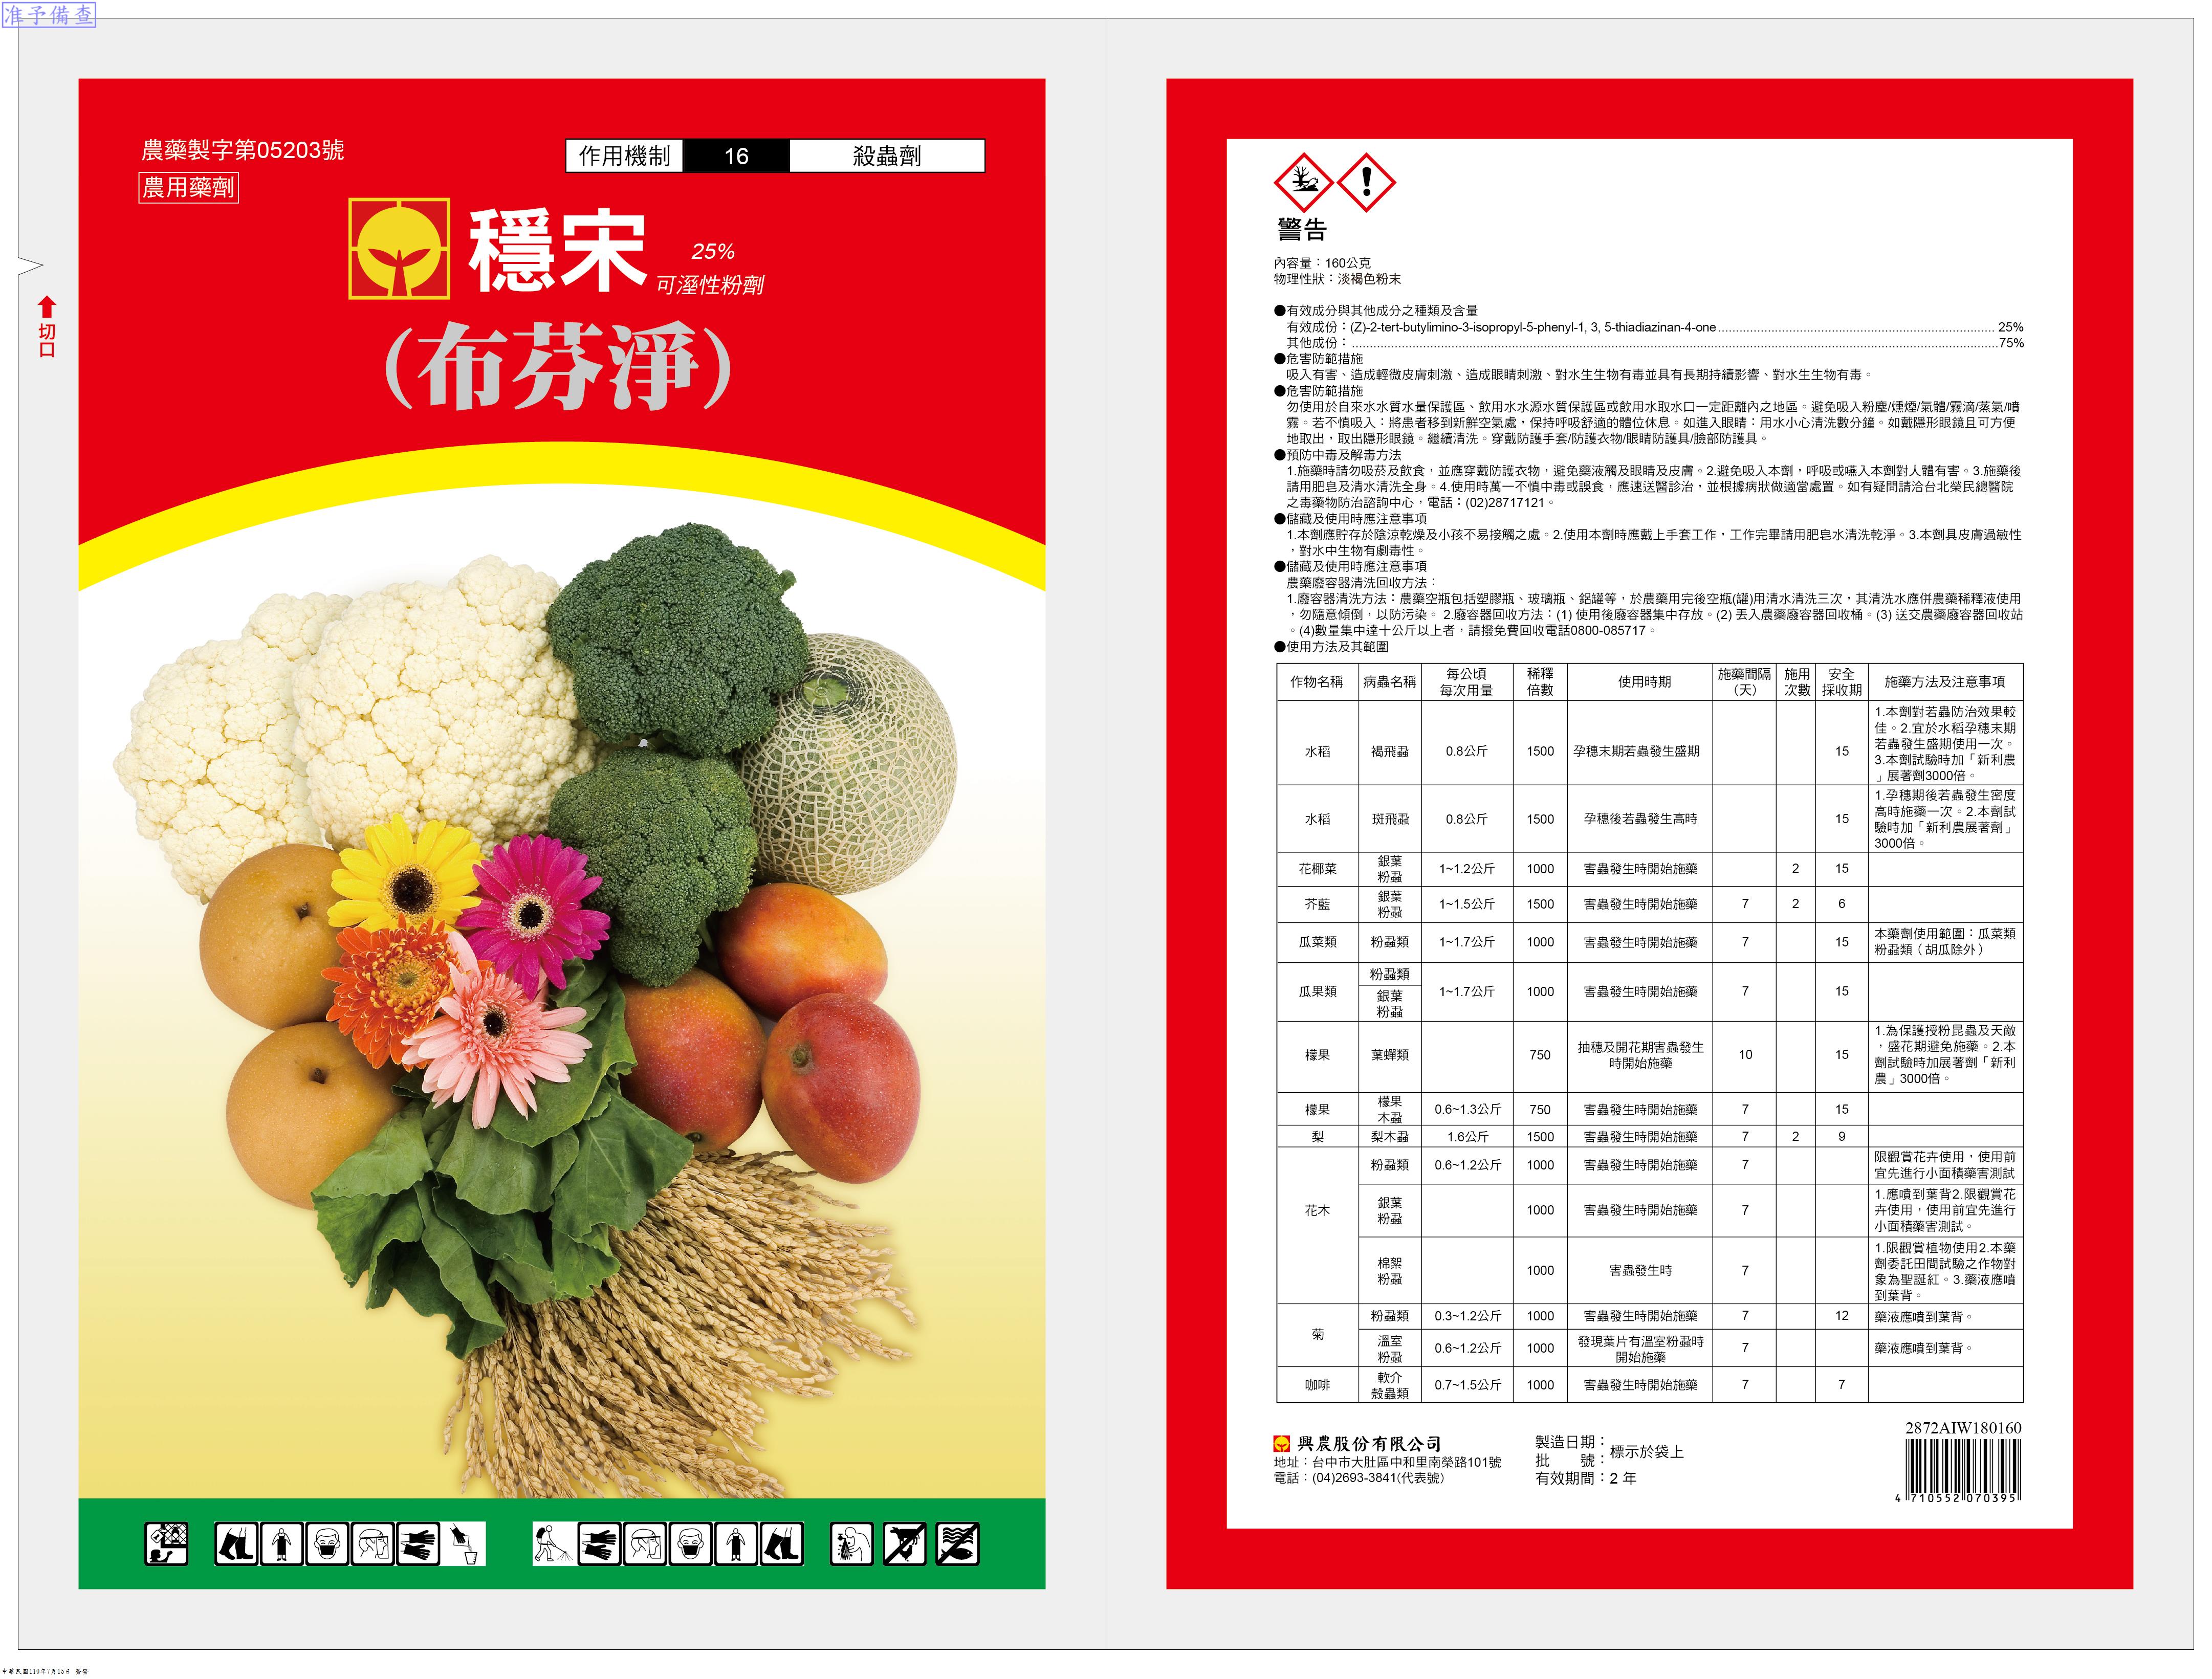 准予備查
農藥製字第05203號
農用藥劑
作用機制 16 殺蟲劑
穩宋
25%
可溼性粉劑
(布芬淨)
切口
警告
內容量：160公克
物理性狀：淡褐色粉末
●有效成分與其他成分之種類及含量
有效成份：(Z)-2-tert-butylimino-3-isopropyl-5-phenyl-1, 3, 5-thiadiazinan-4-one 25%
其他成份： 75%
●危害防範措施
吸入有害、造成輕微皮膚刺激、造成眼睛刺激、對水生生物有毒並具有長期持續影響、對水生生物有毒。
●危害防範措施
勿使用於自來水水質水量保護區、飲用水水源水質保護區或飲用水取水口一定距離內之地區。避免吸入粉塵/燻煙/氣體/霧滴/蒸氣/噴
霧。若不慎吸入：將患者移到新鮮空氣處，保持呼吸舒適的體位休息。如進入眼睛：用水小心清洗數分鐘。如戴隱形眼鏡且可方便
地取出，取出隱形眼鏡。繼續清洗。穿戴防護手套/防護衣物/眼睛防護具/臉部防護具。
●預防中毒及解毒方法
1.施藥時請勿吸菸及飲食，並應穿戴防護衣物，避免藥液觸及眼睛及皮膚。2.避免吸入本劑，呼吸或嚥入本劑對人體有害。3.施藥後
請用肥皂及清水清洗全身。4.使用時萬一不慎中毒或誤食，應速送醫診治，並根據病狀做適當處置。如有疑問請洽台北榮民總醫院
之毒藥物防治諮詢中心，電話：(02)28717121。
●儲藏及使用時應注意事項
1.本劑應貯存於陰涼乾燥及小孩不易接觸之處。2.使用本劑時應戴上手套工作，工作完畢請用肥皂水清洗乾淨。3.本劑具皮膚過敏性
，對水中生物有劇毒性。
●儲藏及使用時應注意事項
農藥廢容器清洗回收方法：
1.廢容器清洗方法：農藥空瓶包括塑膠瓶、玻璃瓶、鋁罐等，於農藥用完後空瓶(罐)用清水清洗三次，其清洗水應併農藥稀釋液使用
，勿隨意傾倒，以防污染。 2.廢容器回收方法：(1) 使用後廢容器集中存放。(2) 丟入農藥廢容器回收桶。(3) 送交農藥廢容器回收站
。(4)數量集中達十公斤以上者，請撥免費回收電話0800-085717。
●使用方法及其範圍
作物名稱 病蟲名稱 每公頃 每次用量 稀釋 倍數 使用時期 施藥間隔 (天) 施用 次數 安全 採收期 施藥方法及注意事項
水稻 褐飛蝨 0.8公斤 1500 孕穗末期若蟲發生盛期 15
1.本劑對若蟲防治效果較
佳。2.宜於水稻孕穗末期
若蟲發生盛期使用一次。
3.本劑試驗時加「新利農
」展著劑3000倍。
水稻 斑飛蝨 0.8公斤 1500 孕穗後若蟲發生高時 15
1.孕穗期後若蟲發生密度
高時施藥一次。2.本劑試
驗時加「新利農展著劑」
3000倍。
花椰菜 銀葉 粉蝨 1~1.2公斤 1000 害蟲發生時開始施藥 2 15
芥藍 銀葉 粉蝨 1~1.5公斤 1500 害蟲發生時開始施藥 7 2 6
瓜菜類 粉蝨類 1~1.7公斤 1000 害蟲發生時開始施藥 7 15
本藥劑使用範圍：瓜菜類
粉蝨類（胡瓜除外）
瓜果類 粉蝨類 銀葉 粉蝨 1~1.7公斤 1000 害蟲發生時開始施藥 7 15
檬果 葉蟬類 750 抽穗及開花期害蟲發生 時開始施藥 10 15
1.為保護授粉昆蟲及天敵
，盛花期避免施藥。2.本
劑試驗時加展著劑「新利
農」3000倍。
檬果 檬果 木蝨 0.6~1.3公斤 750 害蟲發生時開始施藥 7 15
梨 梨木蝨 1.6公斤 1500 害蟲發生時開始施藥 7 2 9
花木 粉蝨類 0.6~1.2公斤 1000 害蟲發生時開始施藥 7
限觀賞花卉使用，使用前
宜先進行小面積藥害測試
銀葉 粉蝨 1000 害蟲發生時開始施藥 7
1.應噴到葉背2.限觀賞花
卉使用，使用前宜先進行
小面積藥害測試。
棉絮 粉蝨 1000 害蟲發生時 7
1.限觀賞植物使用2.本藥
劑委託田間試驗之作物對
象為聖誕紅。3.藥液應噴
到葉背。
菊 粉蝨類 0.3~1.2公斤 1000 害蟲發生時開始施藥 7 12 藥液應噴到葉背。
溫室 粉蝨 0.6~1.2公斤 1000 發現葉片有溫室粉蝨時 開始施藥 7 藥液應噴到葉背。
咖啡 軟介 殼蟲類 0.7~1.5公斤 1000 害蟲發生時開始施藥 7 7
興農股份有限公司
地址：台中市大肚區中和里南榮路101號
電話：(04)2693-3841(代表號)
製造日期：
批　　號：標示於袋上
有效期間：2 年
2872AIW180160
4 710552 070395
中華民國110年7月15日 簽發